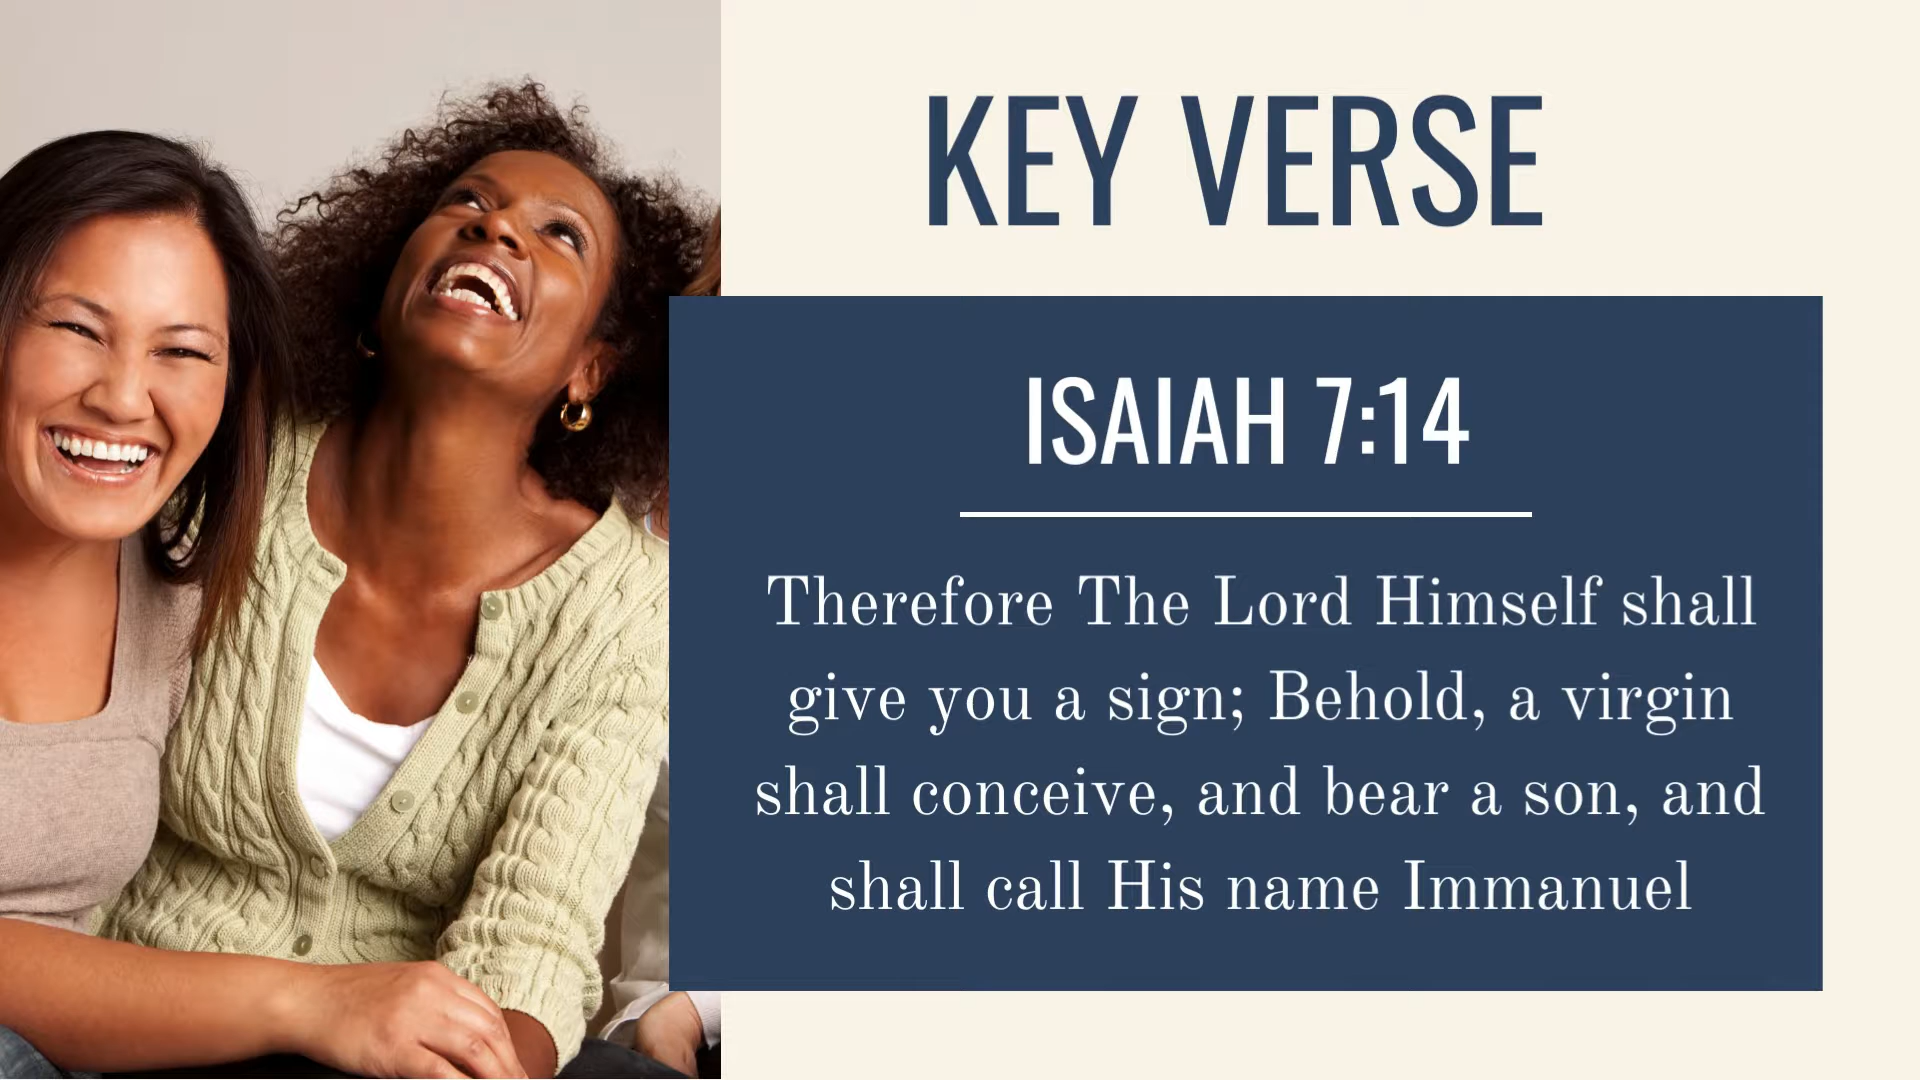 KEY VERSE
ISAIAH 7:14
Therefore The Lord Himself shall
give you a sign; Behold, a virgin
shall conceive, and bear a son, and
shall call His name Immanuel